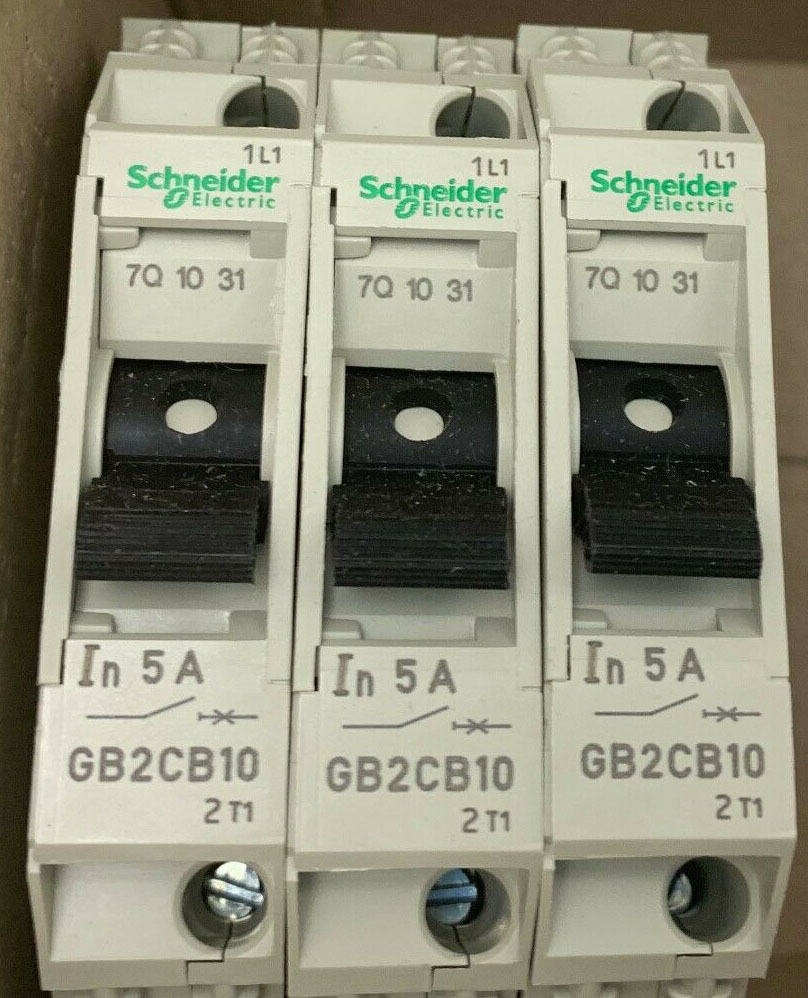 1L1
Schneider
Electric
7Q 10 31
In 5A
GB2CB10
2T1
1L1
Schneider
Electric
7Q 10 31
In 5A
GB2CB10
2T1
1L1
Schneider
Electric
7Q 10 31
In 5A
GB2CB10
2T1